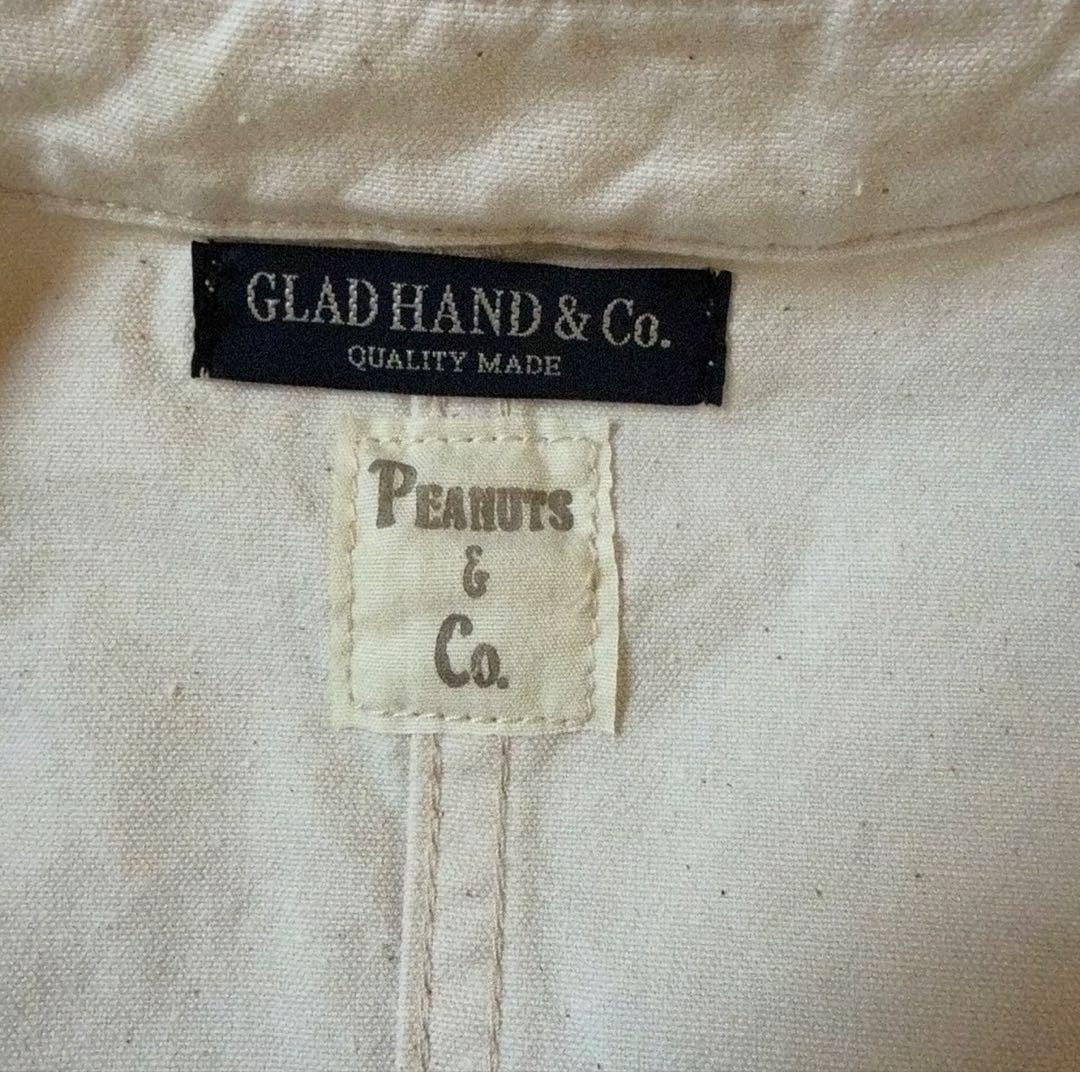 GLAD HAND & Co.
QUALITY MADE
PEANUTS
&
Co.